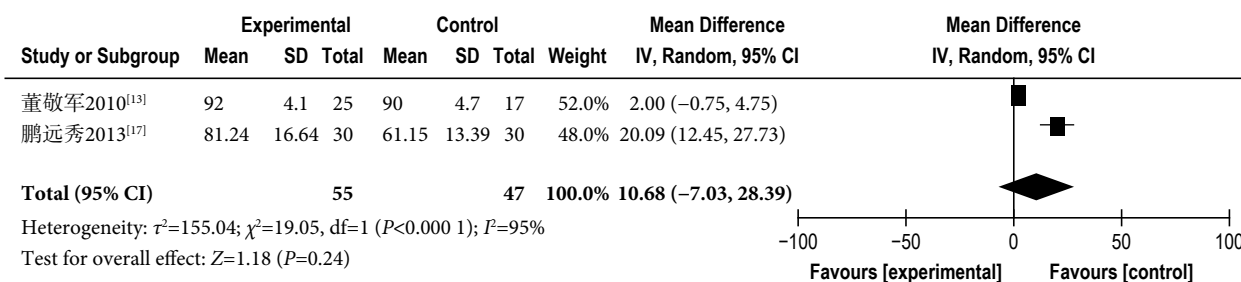 Experimental Control Mean Difference Mean Difference
Study or Subgroup Mean SD Total Mean SD Total Weight IV, Random, 95% CI IV, Random, 95% CI
董敬军2010[13] 92 4.1 25 90 4.7 17 52.0% 2.00 (−0.75, 4.75)
鹏远秀2013[17] 81.24 16.64 30 61.15 13.39 30 48.0% 20.09 (12.45, 27.73)
Total (95% CI) 55 47 100.0% 10.68 (−7.03, 28.39)
Heterogeneity: τ²=155.04; χ²=19.05, df=1 (P<0.000 1); I²=95%
Test for overall effect: Z=1.18 (P=0.24)
−100 −50 0 50 100
Favours [experimental] Favours [control]